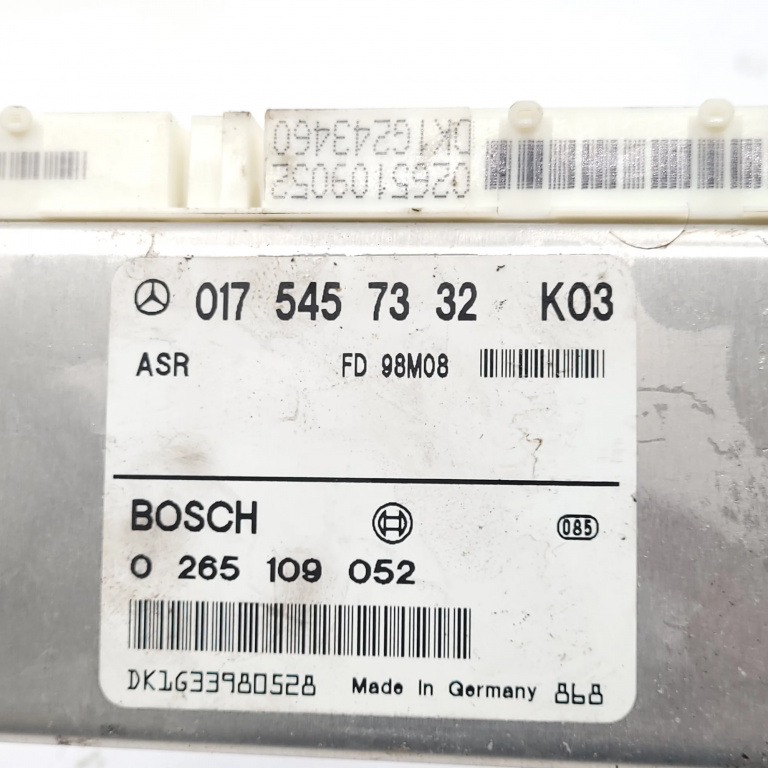 DK1G243460
0265109052
017 545 73 32 K03
ASR FD 98M08
BOSCH 085
0 265 109 052
DK1G33980528 Made In Germany 868